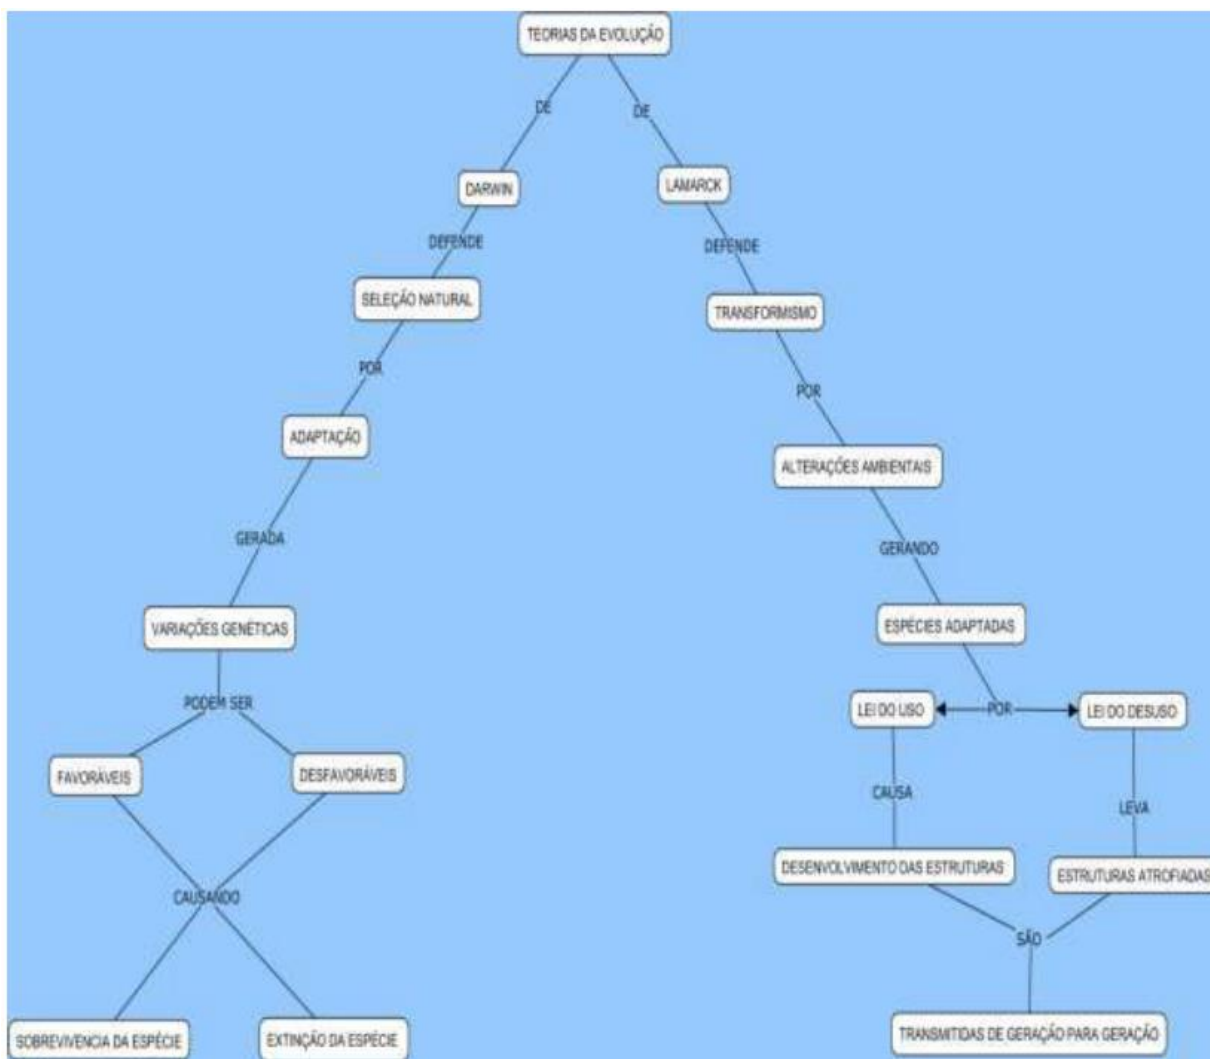 TEORIAS DA EVOLUÇÃO
DE
DE
DARWIN
LAMARCK
DEFENDE
DEFENDE
SELEÇÃO NATURAL
TRANSFORMISMO
POR
POR
ADAPTAÇÃO
ALTERAÇÕES AMBIENTAIS
GERADA
GERANDO
VARIAÇÕES GENÉTICAS
ESPÉCIES ADAPTADAS
PODEM SER
LEI DO USO
POR
LEI DO DESUSO
FAVORÁVEIS
DESFAVORÁVEIS
CAUSA
LEVA
DESENVOLVIMENTO DAS ESTRUTURAS
ESTRUTURAS ATROFIADAS
CAUSANDO
SÃO
SOBREVIVENCIA DA ESPÉCIE
EXTINÇÃO DA ESPÉCIE
TRANSMITIDAS DE GERAÇÃO PARA GERAÇÃO